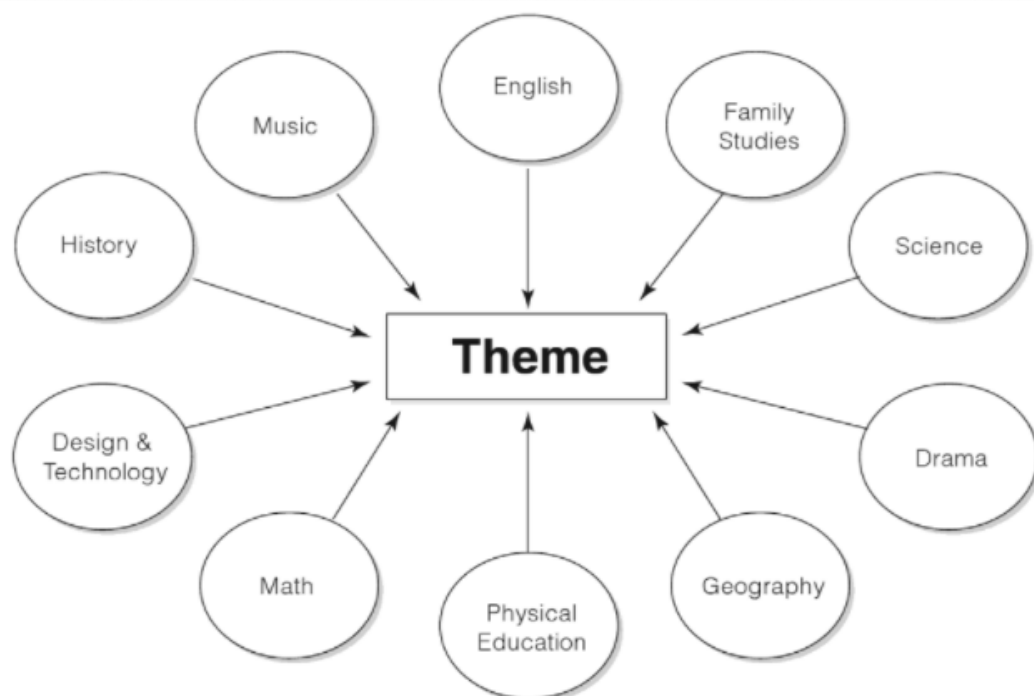 English
Music
Family
Studies
History
Science
Theme
Design &
Technology
Drama
Math
Geography
Physical
Education